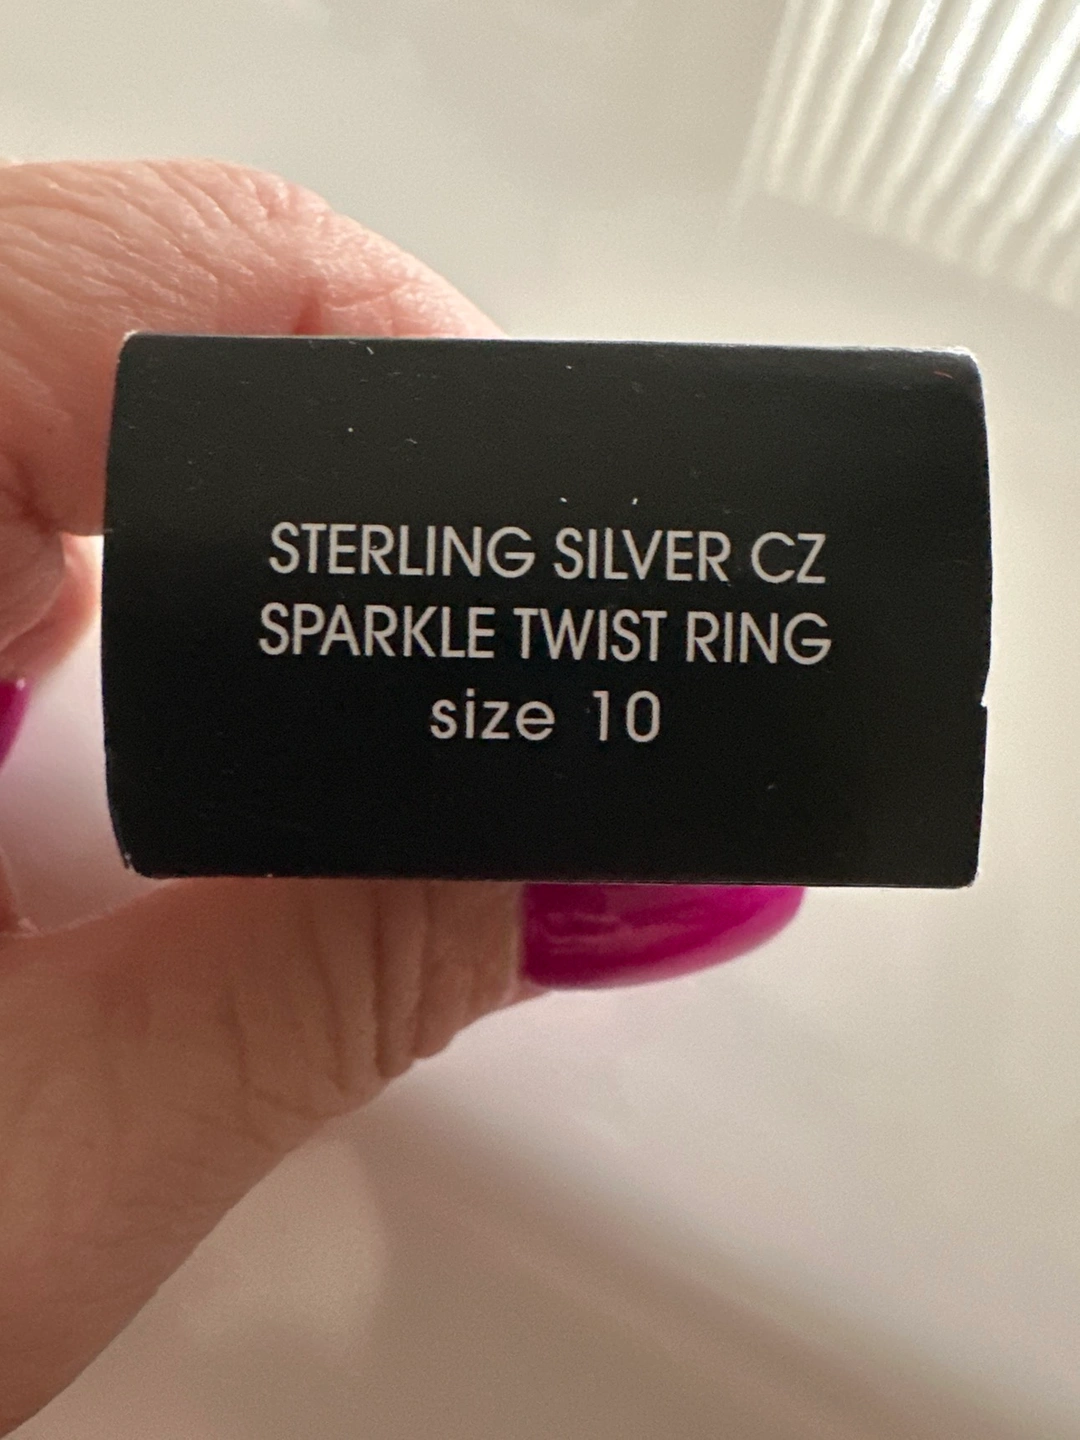 STERLING SILVER CZ
SPARKLE TWIST RING
size 10